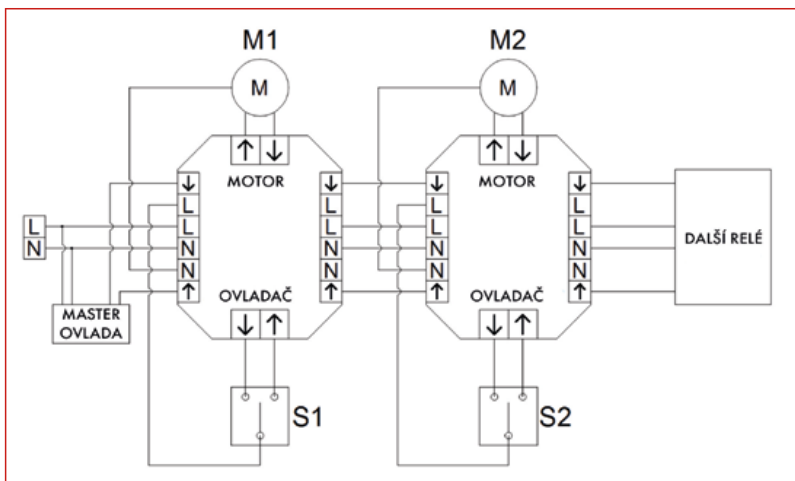 M1
M2
M
M
↑ ↓
↑ ↓
MOTOR
MOTOR
↓
L
L
N
N
↑
↓
L
L
N
N
↑
↓
L
L
N
N
↑
↓
L
L
N
N
↑
L
N
DALŠÍ RELÉ
MASTER
OVLADA
OVLADAČ
OVLADAČ
↓ ↑
↓ ↑
S1
S2